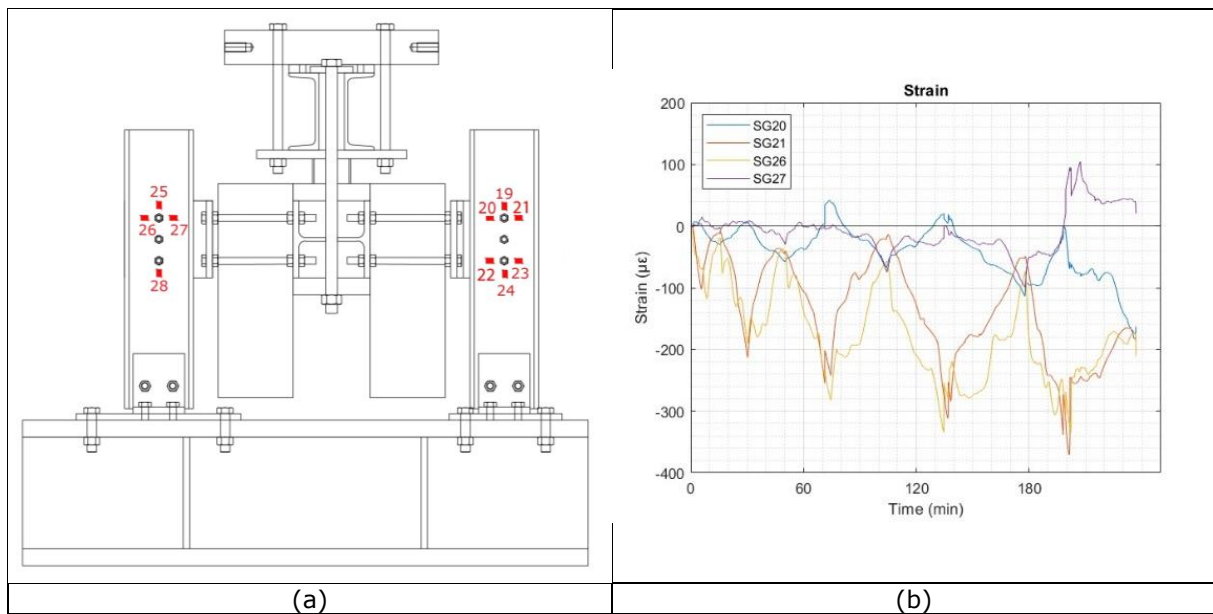 25
26 27
28
19
20 21
22 23
24
(a)
Strain
SG20
SG21
SG26
SG27
200
100
0
-100
-200
-300
-400
Strain (με)
0 60 120 180
Time (min)
(b)